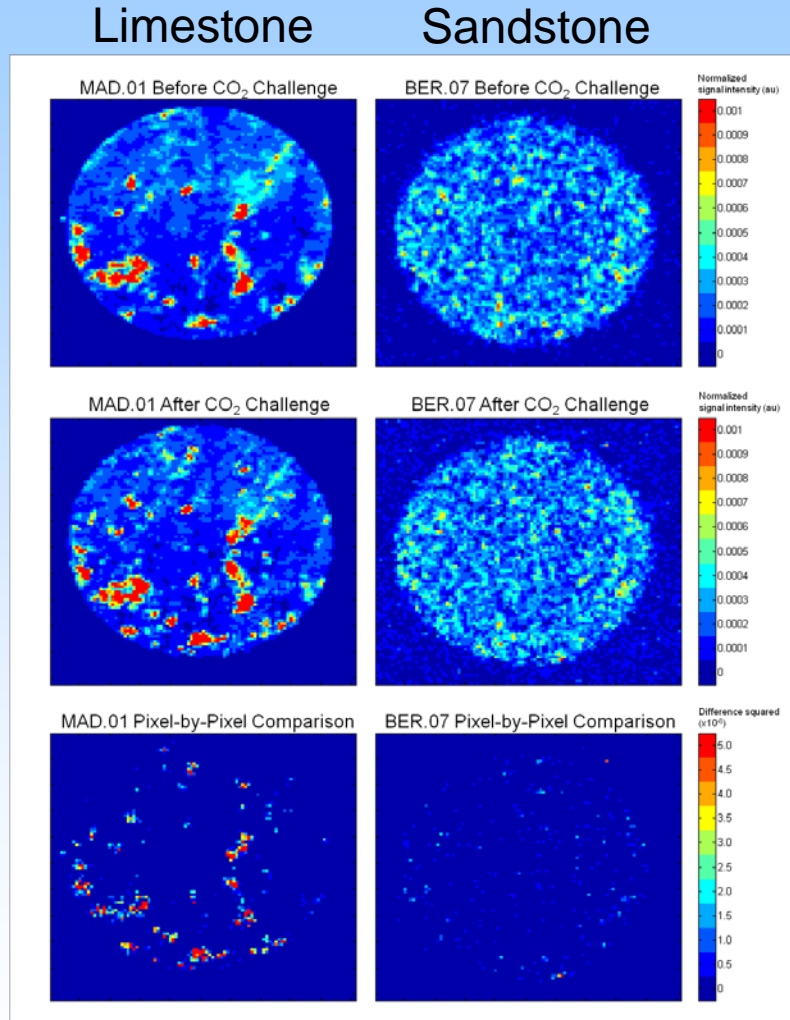 Limestone Sandstone
MAD.01 Before CO₂ Challenge
BER.07 Before CO₂ Challenge
Normalized
signal intensity (au)
0.001
0.0009
0.0008
0.0007
0.0006
0.0005
0.0004
0.0003
0.0002
0.0001
0
MAD.01 After CO₂ Challenge
BER.07 After CO₂ Challenge
Normalized
signal intensity (au)
0.001
0.0009
0.0008
0.0007
0.0006
0.0005
0.0004
0.0003
0.0002
0.0001
0
MAD.01 Pixel-by-Pixel Comparison
BER.07 Pixel-by-Pixel Comparison
Difference squared
5.0
4.5
4.0
3.5
3.0
2.5
2.0
1.5
1.0
0.5
0